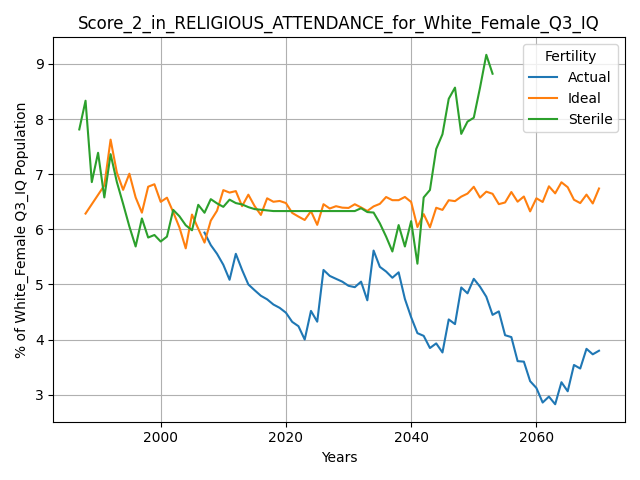 Score_2_in_RELIGIOUS_ATTENDANCE_for_White_Female_Q3_IQ
% of White_Female Q3_IQ Population
9
8
7
6
5
4
3
Fertility
Actual
Ideal
Sterile
2000 2020 2040 2060
Years